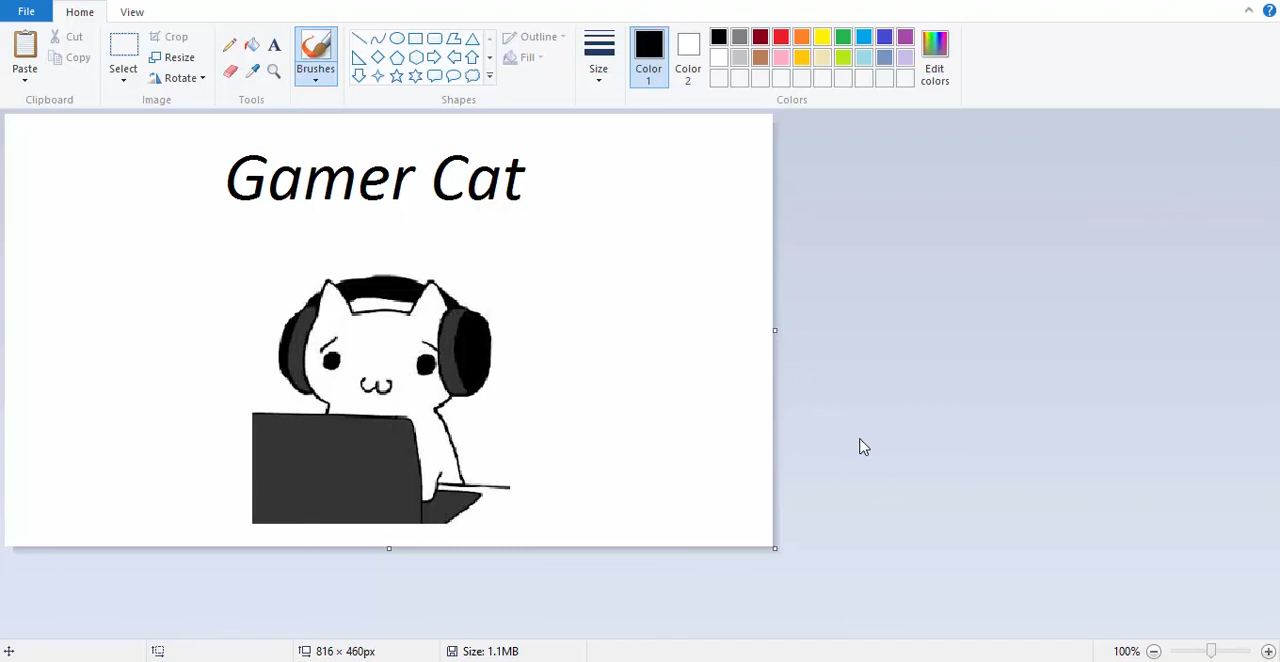 File Home View
Paste Cut Copy Select Crop Resize Rotate Brushes Outline Fill Size Color 1 Color 2 Edit colors
A
Clipboard Image Tools Shapes Colors
Gamer Cat
816 × 460px Size: 1.1MB 100%